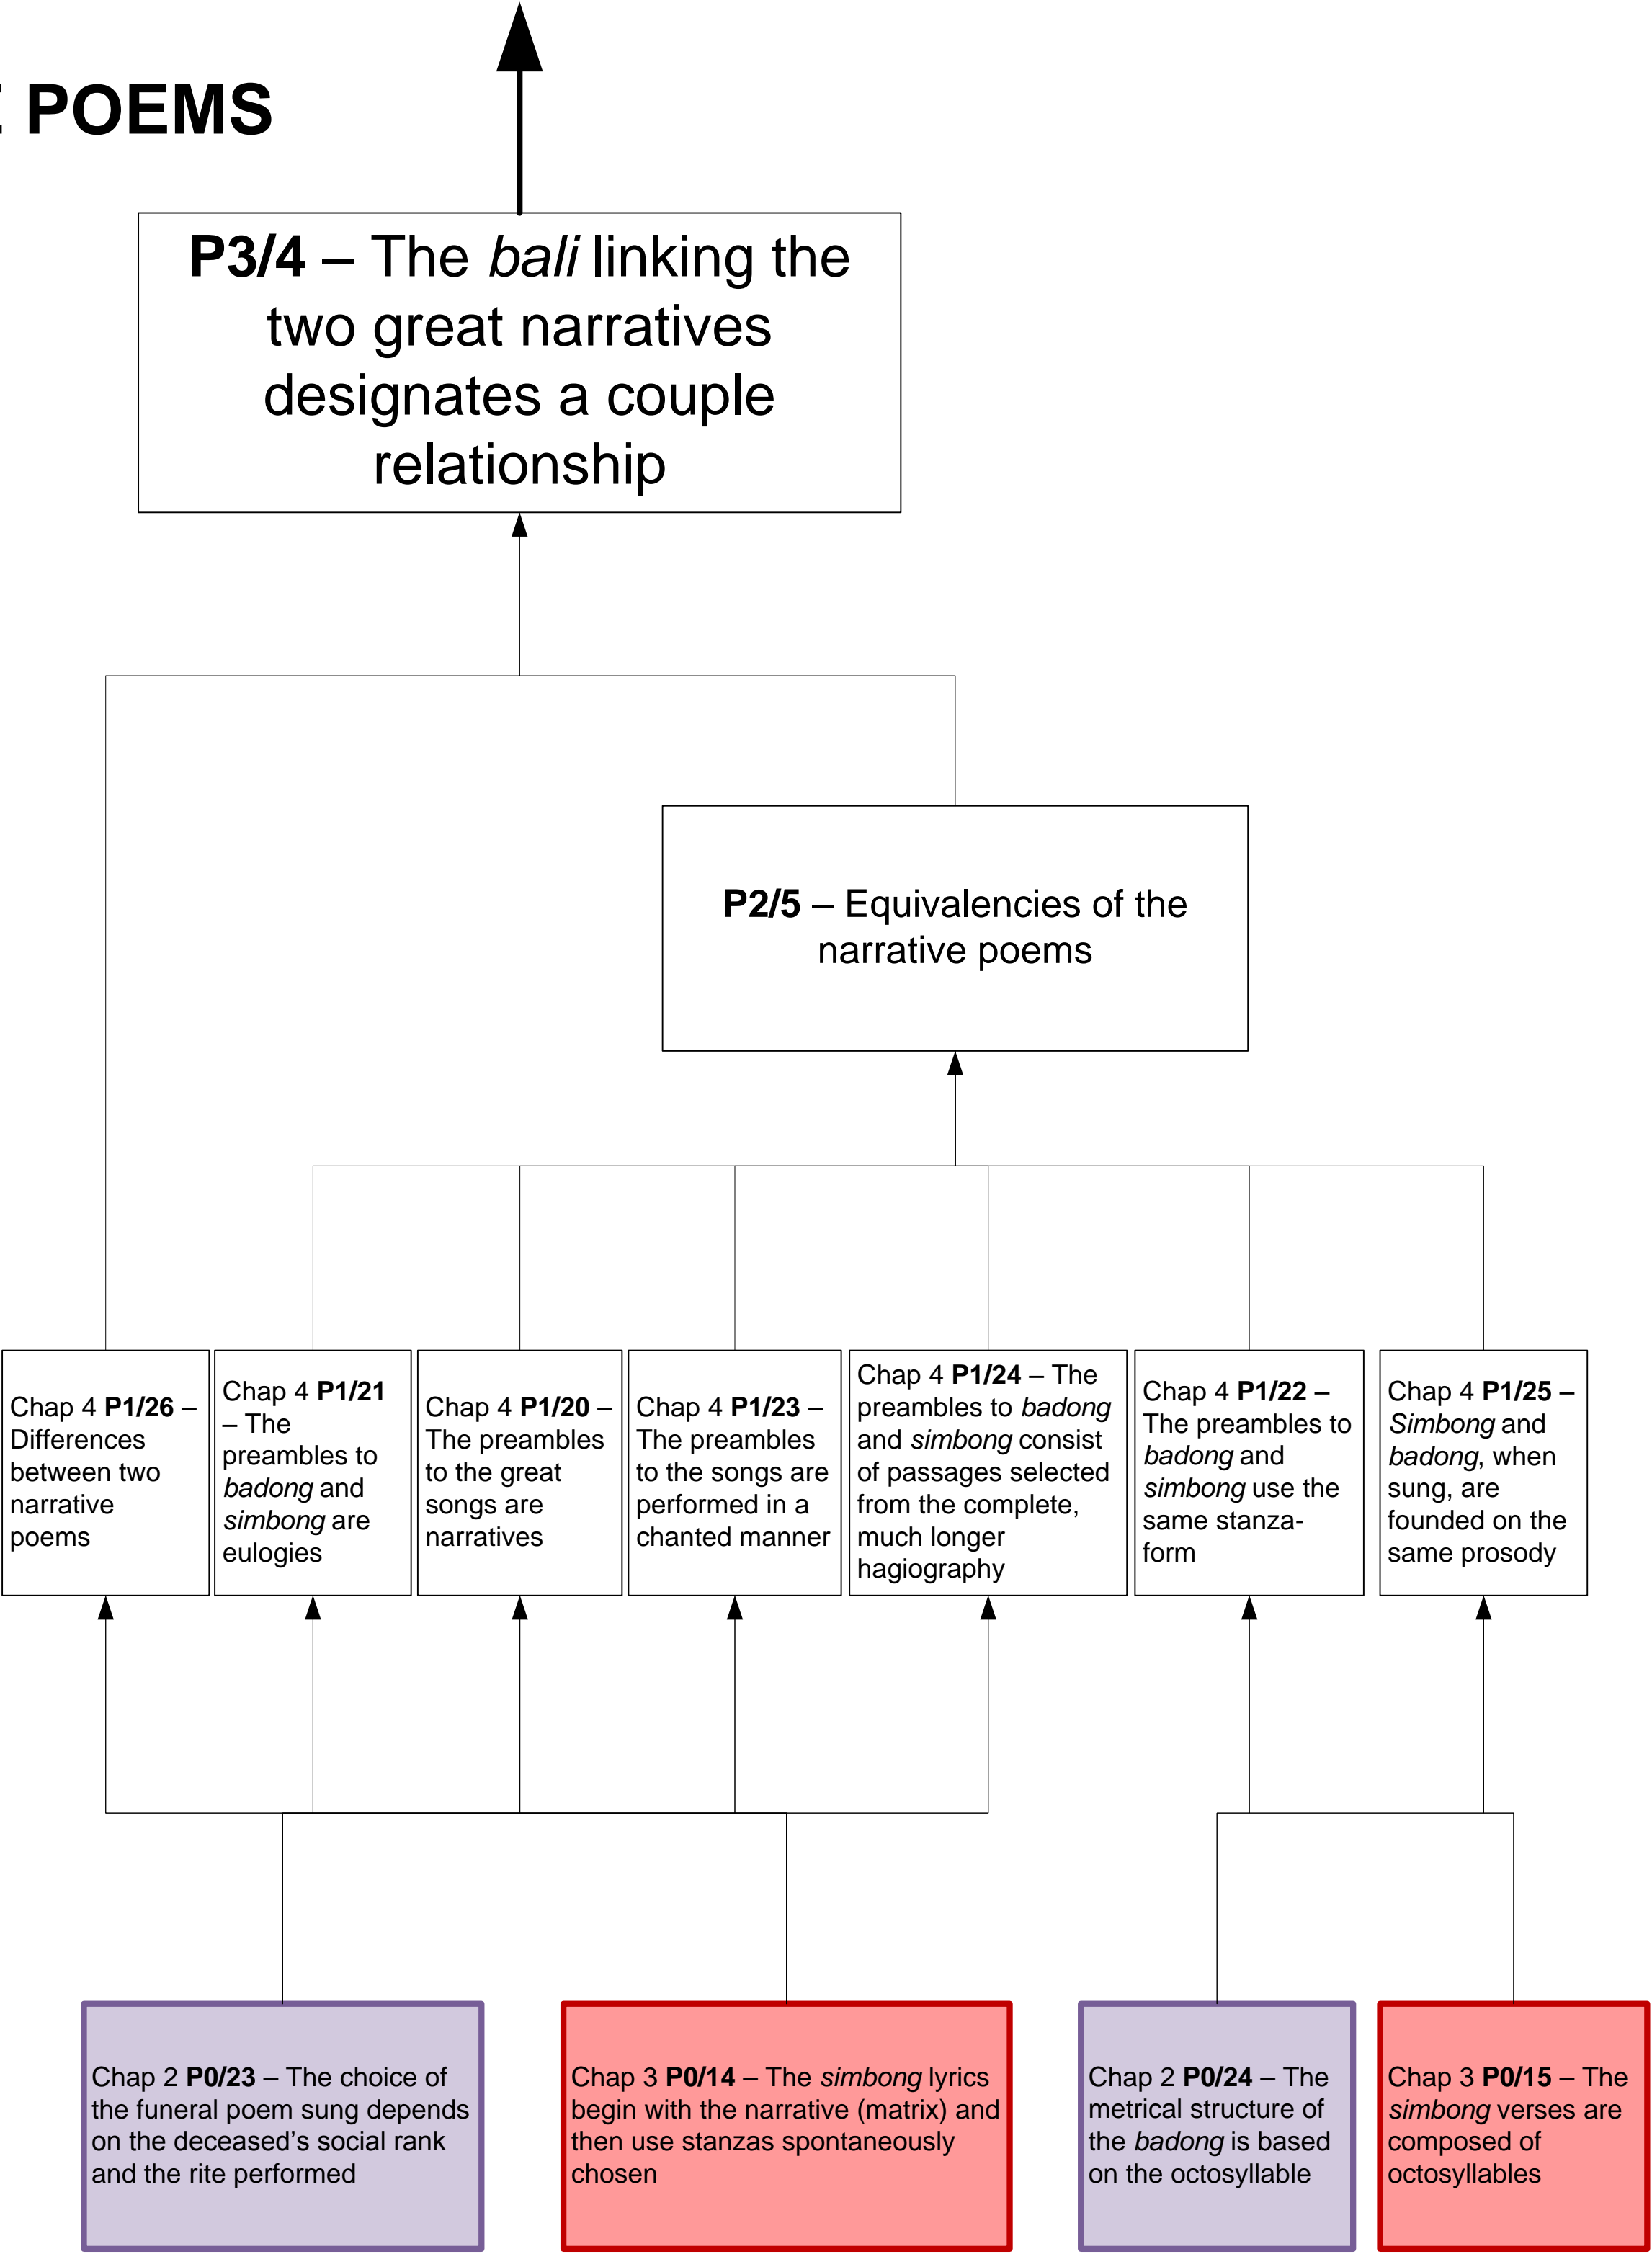 POEMS
P3/4 – The bali linking the
two great narratives
designates a couple
relationship
P2/5 – Equivalencies of the
narrative poems
Chap 4 P1/26 –
Differences
between two
narrative
poems
Chap 4 P1/21
– The
preambles to
badong and
simbong are
eulogies
Chap 4 P1/20 –
The preambles
to the great
songs are
narratives
Chap 4 P1/23 –
The preambles
to the songs are
performed in a
chanted manner
Chap 4 P1/24 – The
preambles to badong
and simbong consist
of passages selected
from the complete,
much longer
hagiography
Chap 4 P1/22 –
The preambles to
badong and
simbong use the
same stanza-
form
Chap 4 P1/25 –
Simbong and
badong, when
sung, are
founded on the
same prosody
Chap 2 P0/23 – The choice of
the funeral poem sung depends
on the deceased's social rank
and the rite performed
Chap 3 P0/14 – The simbong lyrics
begin with the narrative (matrix) and
then use stanzas spontaneously
chosen
Chap 2 P0/24 – The
metrical structure of
the badong is based
on the octosyllable
Chap 3 P0/15 – The
simbong verses are
composed of
octosyllables